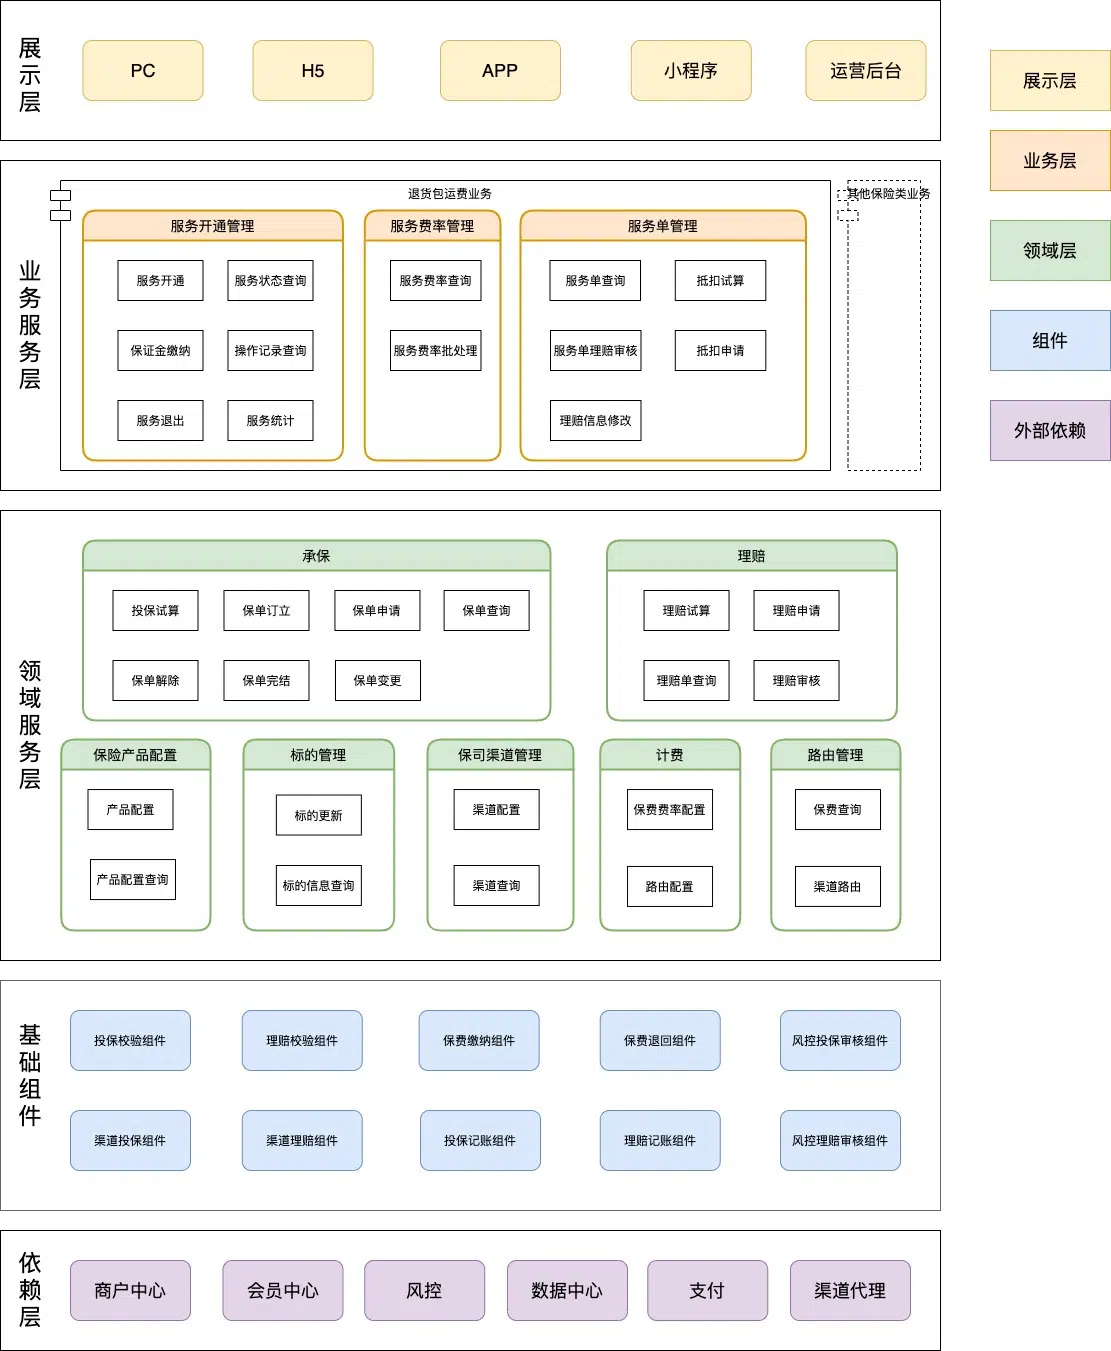 展示层
PC
H5
APP
小程序
运营后台
展示层
业务层
领域层
组件
外部依赖
业务服务层
退货包运费业务
其他保险类业务
服务开通管理
服务开通
服务状态查询
保证金缴纳
操作记录查询
服务退出
服务统计
服务费率管理
服务费率查询
服务费率批处理
服务单管理
服务单查询
抵扣试算
服务单理赔审核
抵扣申请
理赔信息修改
领域服务层
承保
投保试算
保单订立
保单申请
保单查询
保单解除
保单完结
保单变更
理赔
理赔试算
理赔申请
理赔单查询
理赔审核
保险产品配置
产品配置
产品配置查询
标的管理
标的更新
标的信息查询
保司渠道管理
渠道配置
渠道查询
计费
保费费率配置
路由配置
路由管理
保费查询
渠道路由
基础组件
投保校验组件
理赔校验组件
保费缴纳组件
保费退回组件
风控投保审核组件
渠道投保组件
渠道理赔组件
投保记账组件
理赔记账组件
风控理赔审核组件
依赖层
商户中心
会员中心
风控
数据中心
支付
渠道代理